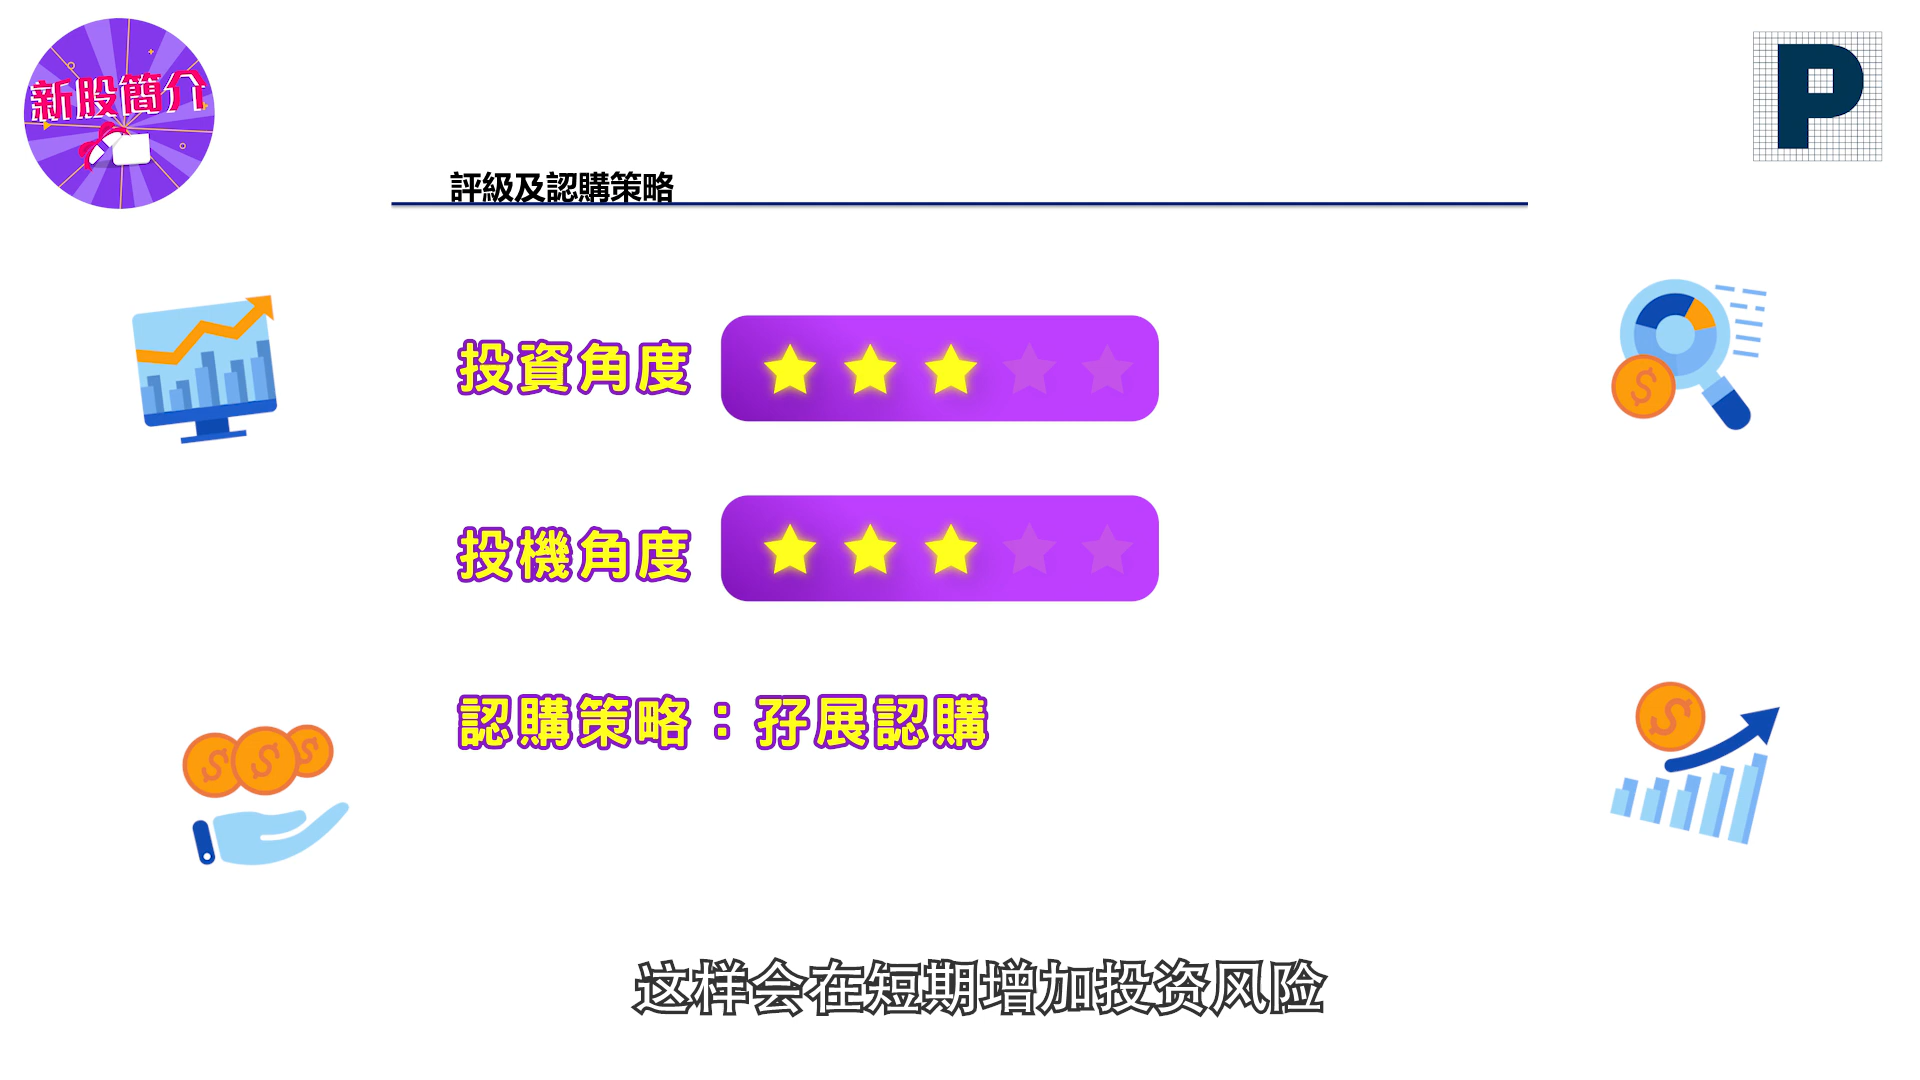 新股簡介
P
評級及認購策略
投資角度
投機角度
認購策略：孖展認購
这样会在短期增加投资风险